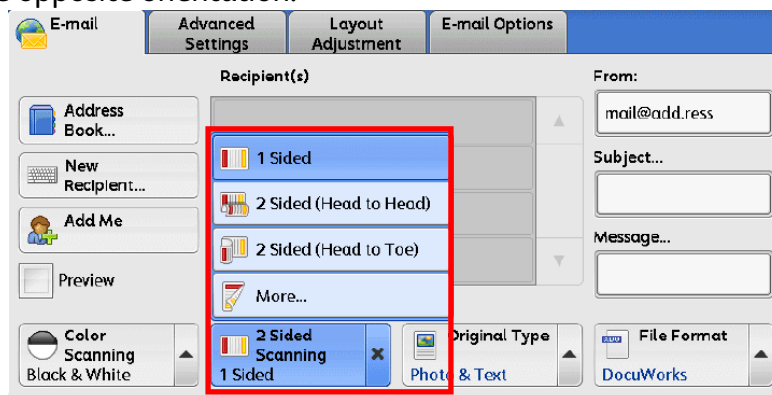 opposite orientation.
E-mail
Advanced
Settings
Layout
Adjustment
E-mail Options
Recipient(s)
From:
Address
Book...
mail@add.ress
New
Recipient...
Subject...
Add Me
Message...
Preview
1 Sided
2 Sided (Head to Head)
2 Sided (Head to Toe)
More...
Color
Scanning
Black & White
2 Sided
Scanning
1 Sided
Original Type
Photo & Text
File Format
DocuWorks